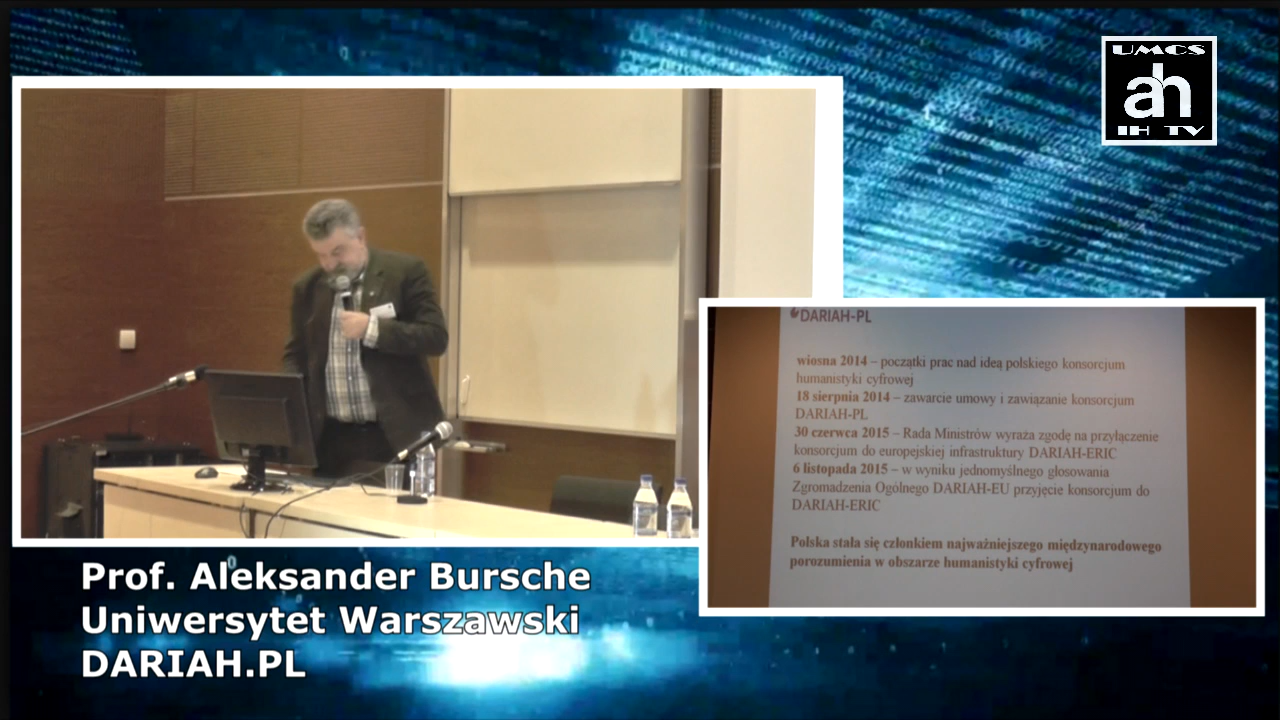 UMCS
ah
IH TV
DARIAH-PL
wiosna 2014 – początki prac nad ideą polskiego konsorcjum
humanistyki cyfrowej
18 sierpnia 2014 – zawarcie umowy i zawiązanie konsorcjum
DARIAH-PL
30 czerwca 2015 – Rada Ministrów wyraża zgodę na przyłączenie
konsorcjum do europejskiej infrastruktury DARIAH-ERIC
6 listopada 2015 – w wyniku jednomyślnego głosowania
Zgromadzenia Ogólnego DARIAH-EU przyjęcie konsorcjum do
DARIAH-ERIC
Polska stała się członkiem najważniejszego międzynarodowego
porozumienia w obszarze humanistyki cyfrowej
Prof. Aleksander Bursche
Uniwersytet Warszawski
DARIAH.PL